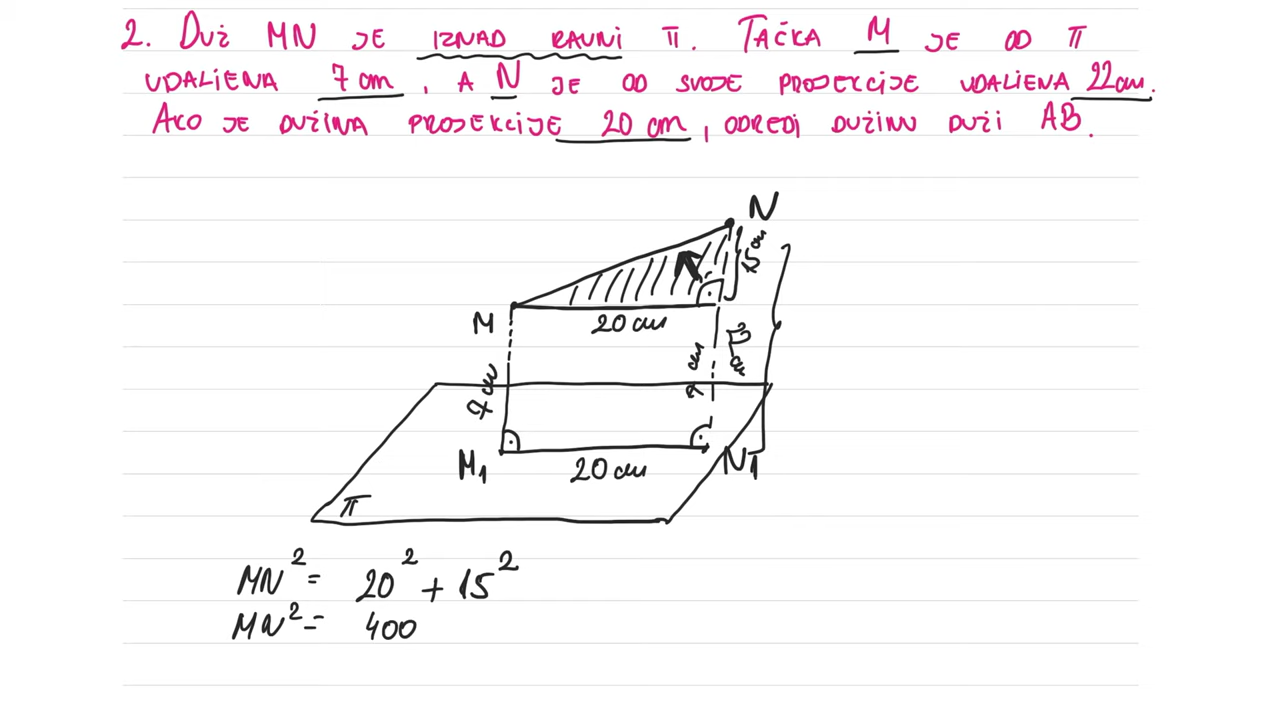 2. DUŽ MN JE IZNAD RAVNI π. TAČKA M JE OD π
UDALJENA 7 cm, A N JE OD SVOJE PROJEKCIJE UDALJENA 22 cm.
AKO JE DUŽINA PROJEKCIJE 20 cm, ODREDI DUŽINU DUŽI AB.
N
15 cm
M
20 cm
7 cm
7 cm
M₁
20 cm
N₁
π
MN² = 20² + 15²
MN² = 400